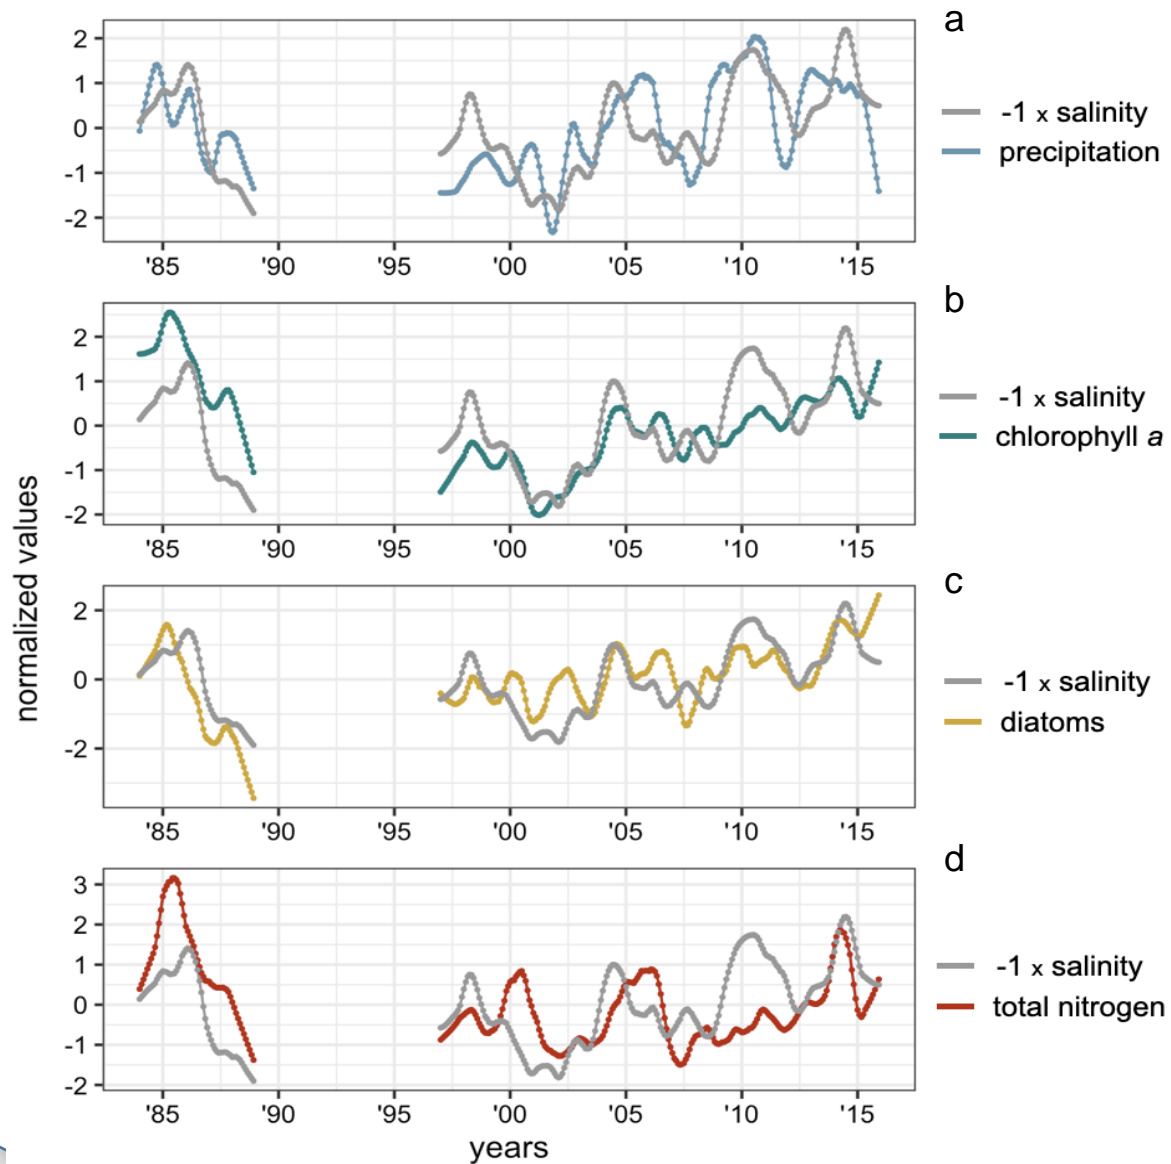 a
2
1
0
-1
-2
'85 '90 '95 '00 '05 '10 '15
-1 x salinity
precipitation
b
2
1
0
-1
-2
'85 '90 '95 '00 '05 '10 '15
-1 x salinity
chlorophyll a
normalized values
c
2
0
-2
'85 '90 '95 '00 '05 '10 '15
-1 x salinity
diatoms
d
3
2
1
0
-1
-2
'85 '90 '95 '00 '05 '10 '15
-1 x salinity
total nitrogen
years